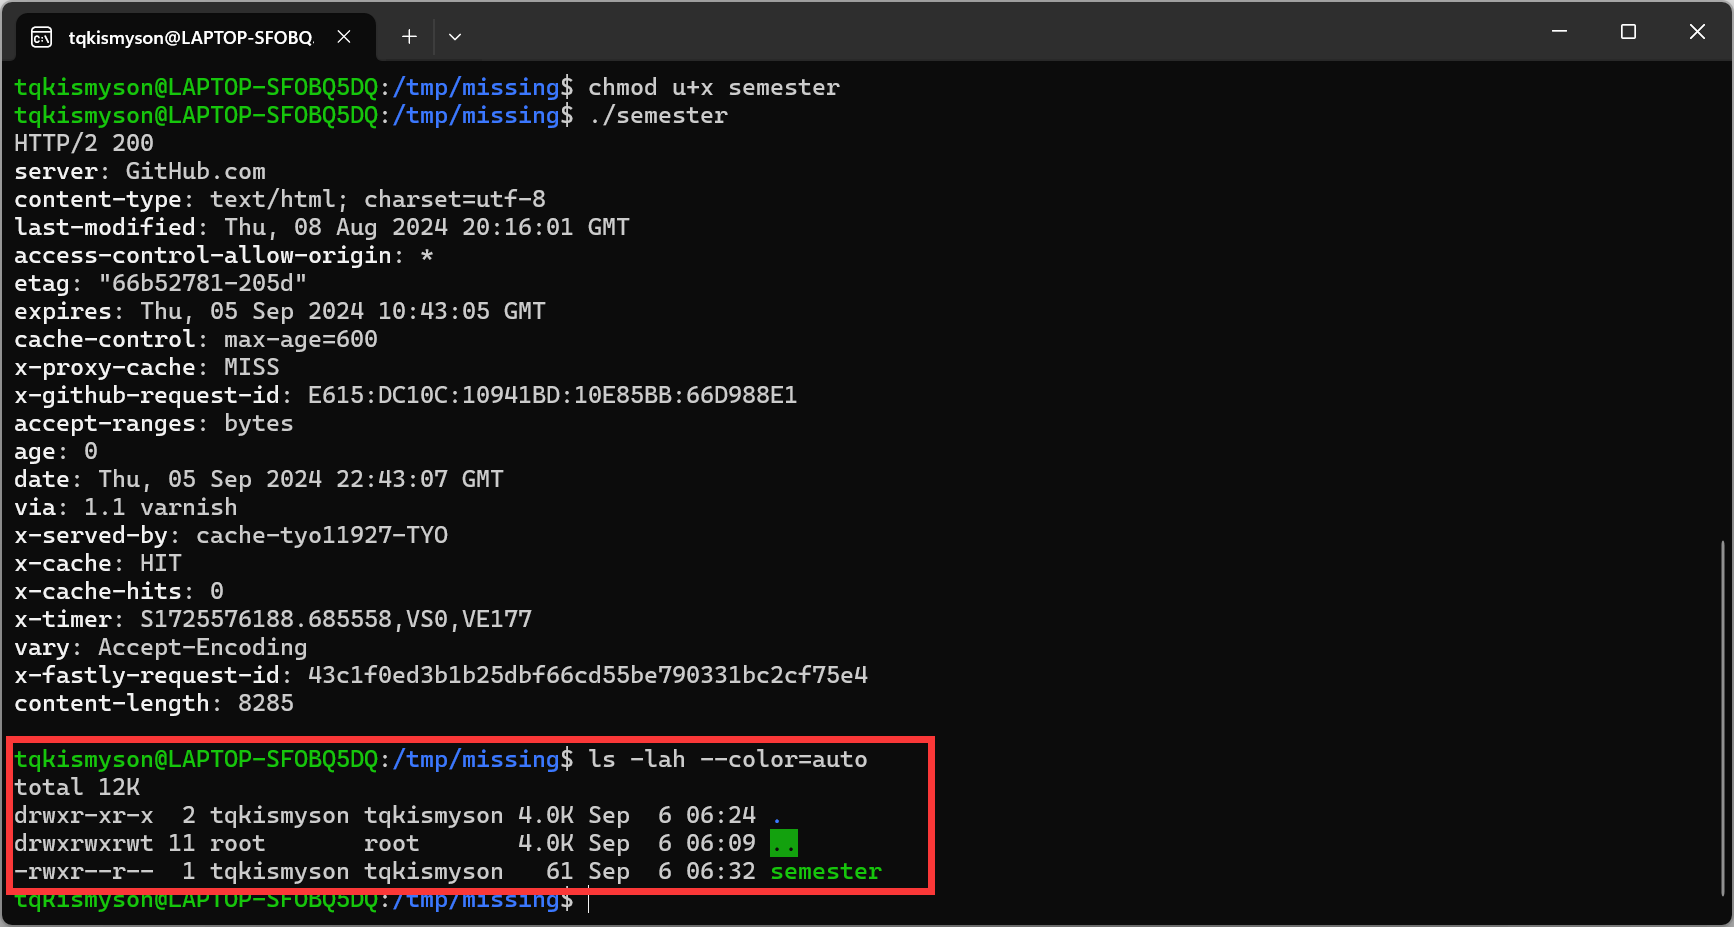 tqkismyson@LAPTOP-SFOBQ
tqkismyson@LAPTOP-SFOBQ5DQ:/tmp/missing$ chmod u+x semester
tqkismyson@LAPTOP-SFOBQ5DQ:/tmp/missing$ ./semester
HTTP/2 200
server: GitHub.com
content-type: text/html; charset=utf-8
last-modified: Thu, 08 Aug 2024 20:16:01 GMT
access-control-allow-origin: *
etag: "66b52781-205d"
expires: Thu, 05 Sep 2024 10:43:05 GMT
cache-control: max-age=600
x-proxy-cache: MISS
x-github-request-id: E615:DC10C:10941BD:10E85BB:66D988E1
accept-ranges: bytes
age: 0
date: Thu, 05 Sep 2024 22:43:07 GMT
via: 1.1 varnish
x-served-by: cache-tyo11927-TYO
x-cache: HIT
x-cache-hits: 0
x-timer: S1725576188.685558,VS0,VE177
vary: Accept-Encoding
x-fastly-request-id: 43c1f0ed3b1b25dbf66cd55be790331bc2cf75e4
content-length: 8285
tqkismyson@LAPTOP-SFOBQ5DQ:/tmp/missing$ ls -lah --color=auto
total 12K
drwxr-xr-x  2 tqkismyson tqkismyson 4.0K Sep  6 06:24 .
drwxrwxrwt 11 root       root       4.0K Sep  6 06:09 ..
-rwxr--r--  1 tqkismyson tqkismyson   61 Sep  6 06:32 semester
tqkismyson@LAPTOP-SFOBQ5DQ:/tmp/missing$